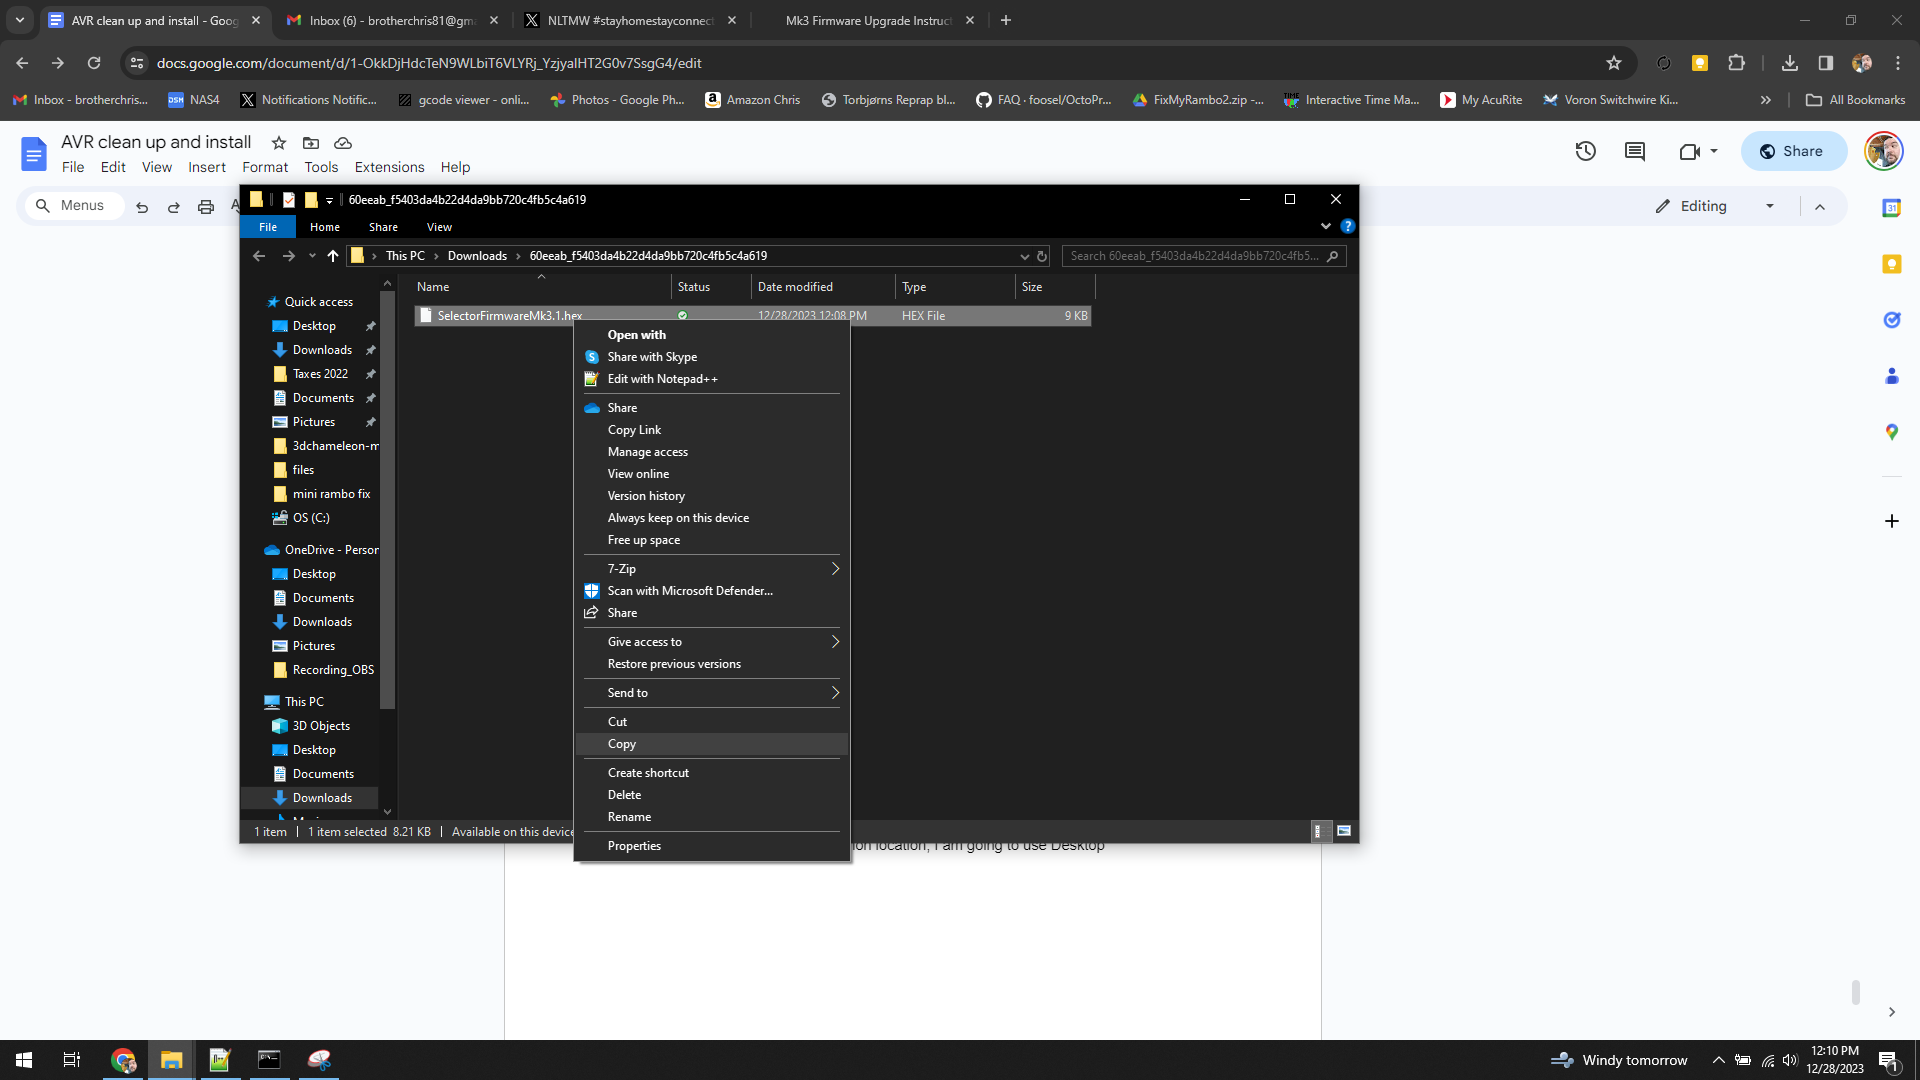 AVR clean up and install - Goog
Inbox (6) - brotherchris81@gma
NLTMW #stayhomestayconnect
Mk3 Firmware Upgrade Instruct
docs.google.com/document/d/1-OkkDjHdcTeN9WLbiT6VLYRj_YzjyalHT2G0v7SsgG4/edit
Inbox - brotherchris...
DSM
NAS4
Notifications Notific...
gcode viewer - onli...
Photos - Google Ph...
Amazon Chris
Torbjørns Reprap bl...
FAQ · foosel/OctoPr...
FixMyRambo2.zip -...
Interactive Time Ma...
My AcuRite
Voron Switchwire Ki...
All Bookmarks
AVR clean up and install
File Edit View Insert Format Tools Extensions Help
Share
Menus
Editing
31
60eeab_f5403da4b22d4da9bb720c4fb5c4a619
File Home Share View
This PC
Downloads
60eeab_f5403da4b22d4da9bb720c4fb5c4a619
Search 60eeab_f5403da4b22d4da9bb720c4fb5...
Name Status Date modified Type Size
SelectorFirmwareMk3.1.hex 12/28/2023 12:08 PM HEX File 9 KB
Quick access
Desktop
Downloads
Taxes 2022
Documents
Pictures
3dchameleon-m
files
mini rambo fix
OS (C:)
OneDrive - Person
Desktop
Documents
Downloads
Pictures
Recording_OBS
This PC
3D Objects
Desktop
Documents
Downloads
Open with
Share with Skype
Edit with Notepad++
Share
Copy Link
Manage access
View online
Version history
Always keep on this device
Free up space
7-Zip
Scan with Microsoft Defender...
Share
Give access to
Restore previous versions
Send to
Cut
Copy
Create shortcut
Delete
Rename
Properties
1 item
1 item selected 8.21 KB
Available on this device
on location, I am going to use Desktop
Windy tomorrow
12:10 PM
12/28/2023
1